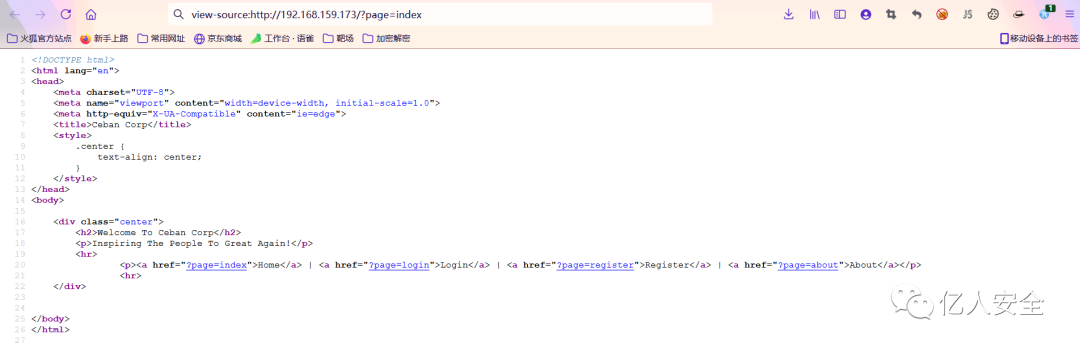 view-source:http://192.168.159.173/?page=index
JS
1
火狐官方站点 新手上路 常用网址 京东商城 工作台 · 语雀 靶场 加密解密 移动设备上的书签
1 <!DOCTYPE html>
2 <html lang="en">
3 <head>
4     <meta charset="UTF-8">
5     <meta name="viewport" content="width=device-width, initial-scale=1.0">
6     <meta http-equiv="X-UA-Compatible" content="ie=edge">
7     <title>Ceban Corp</title>
8     <style>
9         .center {
10             text-align: center;
11         }
12     </style>
13 </head>
14 <body>
15
16     <div class="center">
17         <h2>Welcome To Ceban Corp</h2>
18         <p>Inspiring The People To Great Again!</p>
19         <hr>
20                 <p><a href="?page=index">Home</a> | <a href="?page=login">Login</a> | <a href="?page=register">Register</a> | <a href="?page=about">About</a></p>
21                 <hr>
22     </div>
23
24
25 </body>
26 </html>
27
亿人安全